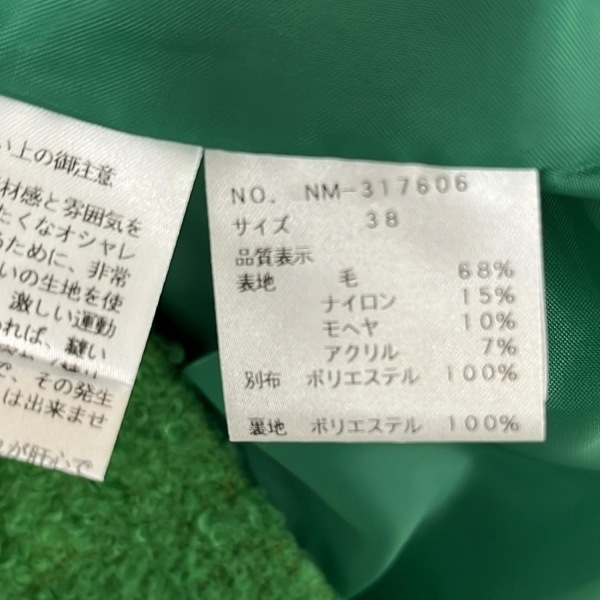 い上の御注意
材感と雰囲気を
たくなオシャレ
るために、非常
いの生地を使
激しい運動
われば、縫い
で、その発生
は出来ませ
が肝心で
NO. NM-317606
サイズ 38
品質表示
表地 毛 68%
ナイロン 15%
モヘヤ 10%
アクリル 7%
別布 ポリエステル 100%
裏地 ポリエステル 100%